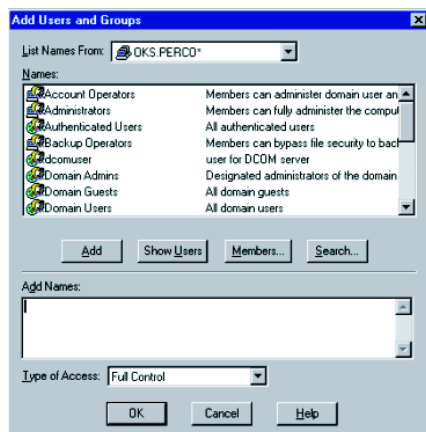 Add Users and Groups
List Names From: OKS.PERCO*
Names:
Account Operators Members can administer domain user an
Administrators Members can fully administer the comput
Authenticated Users All authenticated users
Backup Operators Members can bypass file security to bac
dcomuser user for DCOM server
Domain Admins Designated administrators of the domain
Domain Guests All domain guests
Domain Users All domain users
Add Show Users Members... Search...
Add Names:
Type of Access: Full Control
OK Cancel Help